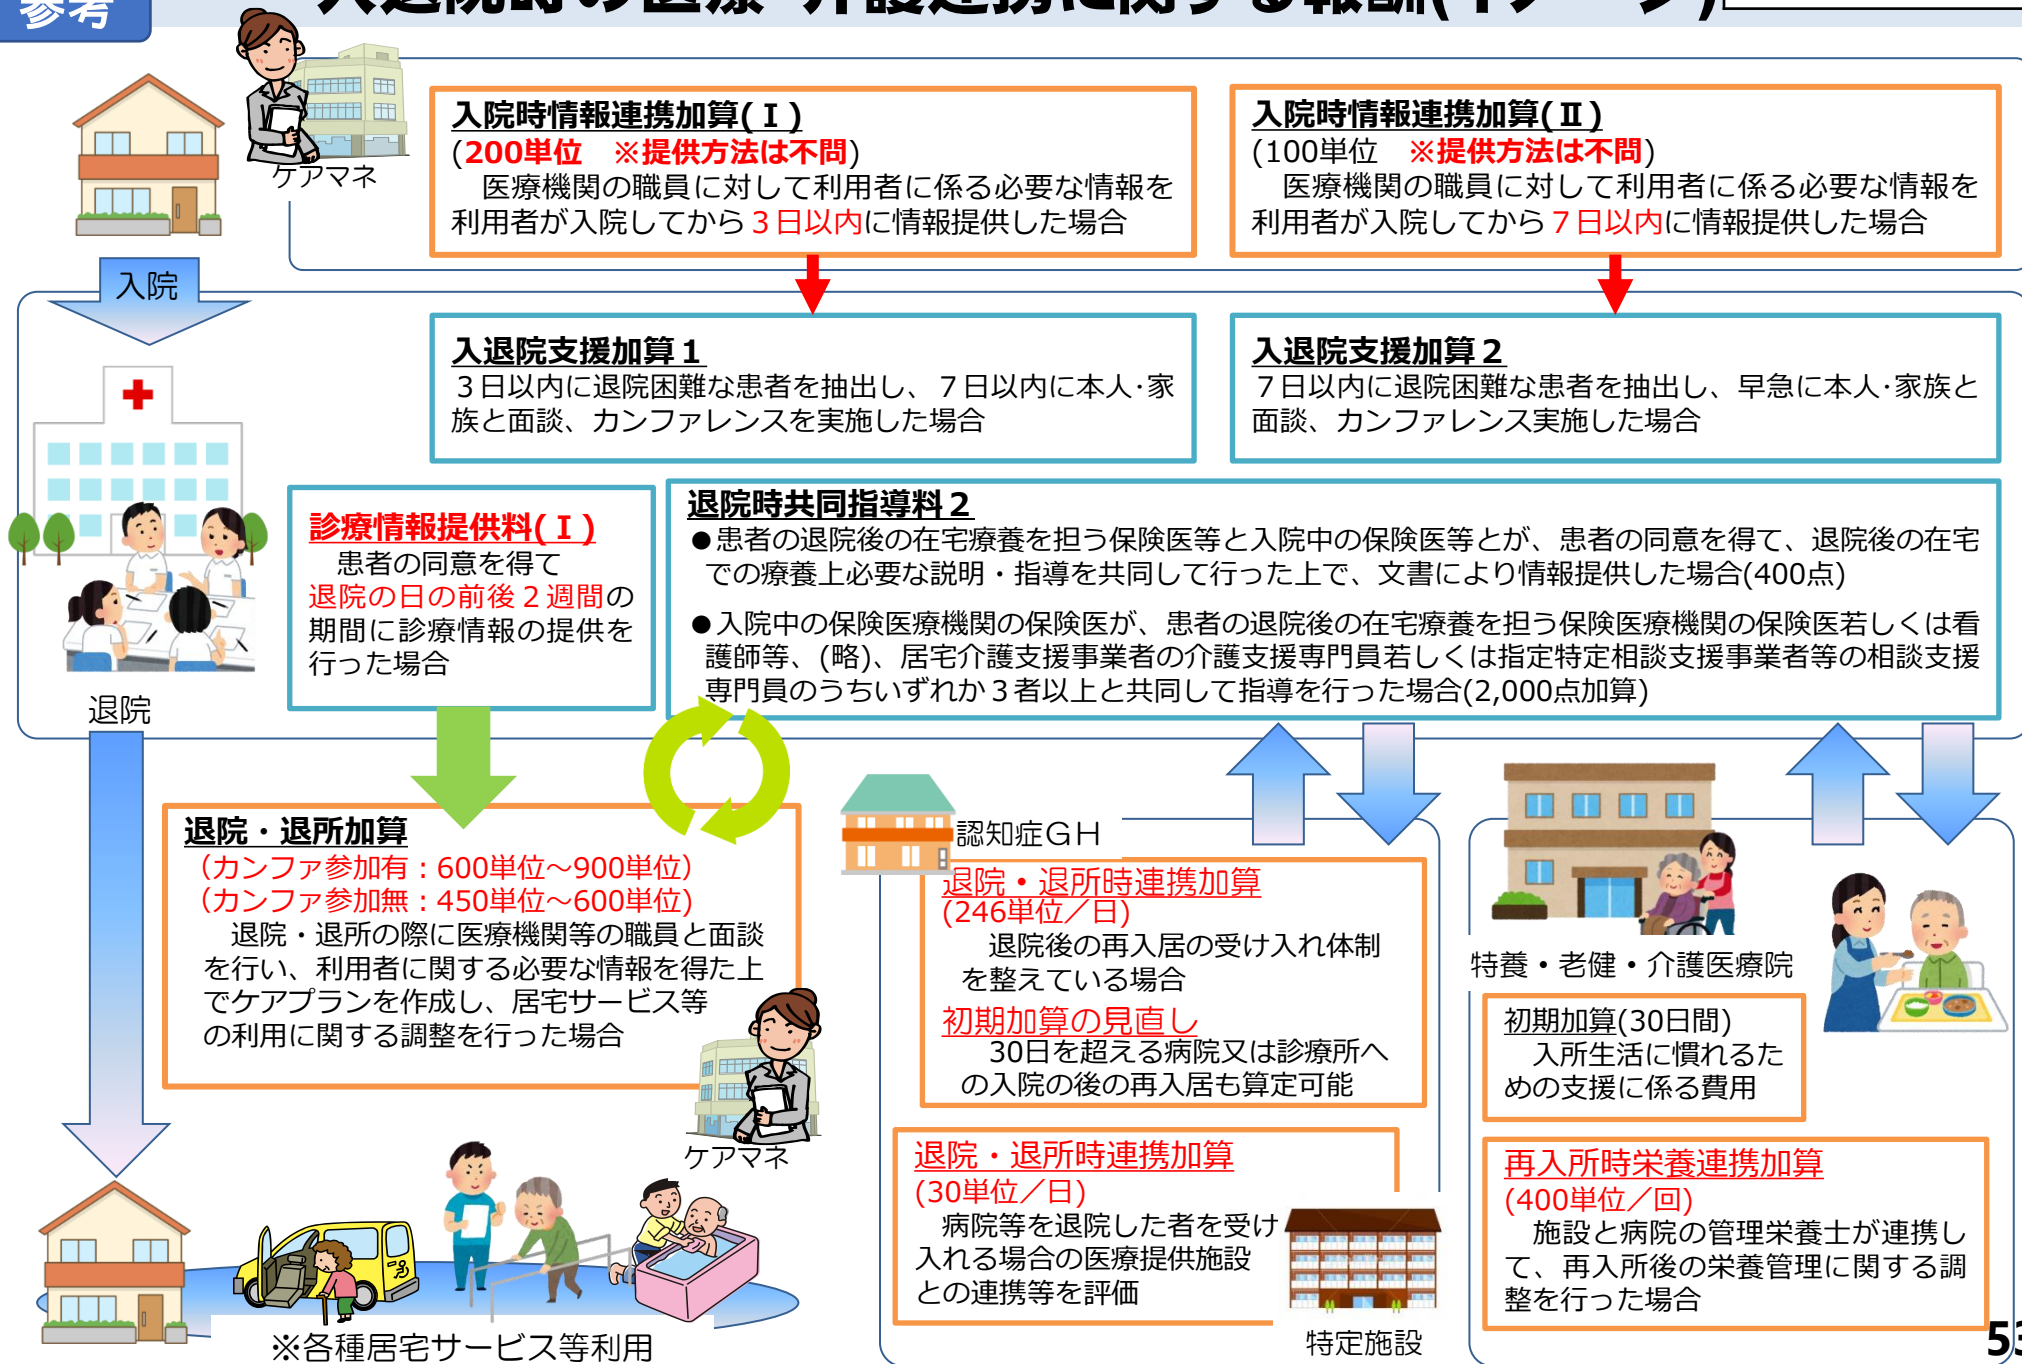 参考
入退院時の医療・介護連携に関する報酬(イメージ)
ケアマネ
入院時情報連携加算(Ⅰ)
(200単位　※提供方法は不問)
医療機関の職員に対して利用者に係る必要な情報を
利用者が入院してから３日以内に情報提供した場合
入院時情報連携加算(Ⅱ)
(100単位　※提供方法は不問)
医療機関の職員に対して利用者に係る必要な情報を
利用者が入院してから７日以内に情報提供した場合
入院
入退院支援加算１
３日以内に退院困難な患者を抽出し、７日以内に本人･家
族と面談、カンファレンスを実施した場合
入退院支援加算２
７日以内に退院困難な患者を抽出し、早急に本人･家族と
面談、カンファレンス実施した場合
診療情報提供料(Ⅰ)
患者の同意を得て
退院の日の前後２週間の
期間に診療情報の提供を
行った場合
退院時共同指導料２
●患者の退院後の在宅療養を担う保険医等と入院中の保険医等とが、患者の同意を得て、退院後の在宅
での療養上必要な説明・指導を共同して行った上で、文書により情報提供した場合(400点)
●入院中の保険医療機関の保険医が、患者の退院後の在宅療養を担う保険医療機関の保険医若しくは看
護師等、(略)、居宅介護支援事業者の介護支援専門員若しくは指定特定相談支援事業者等の相談支援
専門員のうちいずれか３者以上と共同して指導を行った場合(2,000点加算)
退院
退院・退所加算
（カンファ参加有：600単位～900単位）
（カンファ参加無：450単位～600単位)
退院・退所の際に医療機関等の職員と面談
を行い、利用者に関する必要な情報を得た上
でケアプランを作成し、居宅サービス等
の利用に関する調整を行った場合
ケアマネ
※各種居宅サービス等利用
認知症GH
退院・退所時連携加算
(246単位／日)
退院後の再入居の受け入れ体制
を整えている場合
初期加算の見直し
30日を超える病院又は診療所へ
の入院の後の再入居も算定可能
退院・退所時連携加算
(30単位／日)
病院等を退院した者を受け
入れる場合の医療提供施設
との連携等を評価
特定施設
特養・老健・介護医療院
初期加算(30日間)
入所生活に慣れるた
めの支援に係る費用
再入所時栄養連携加算
(400単位／回)
施設と病院の管理栄養士が連携し
て、再入所後の栄養管理に関する調
整を行った場合
53